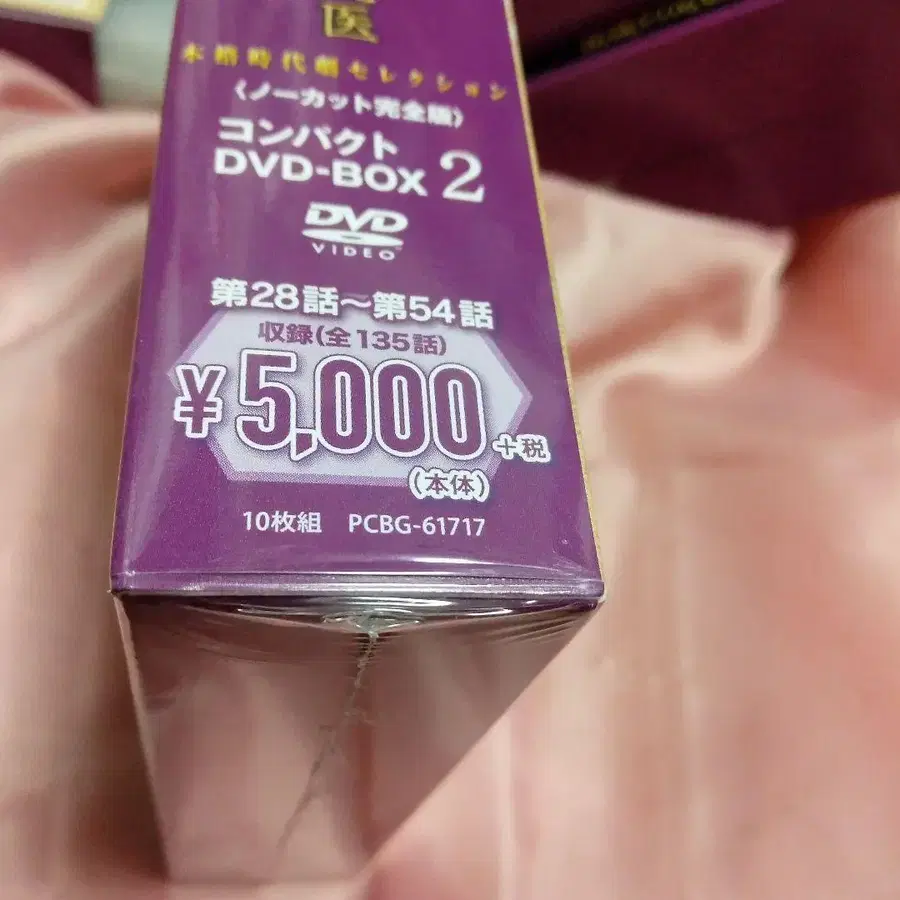 医
本格時代劇セレクション
〈ノーカット完全版〉
コンパクト
DVD-BOX 2
DVD
VIDEO
第28話～第54話
収録(全135話)
¥5,000+税
(本体)
10枚組 PCBG-61717